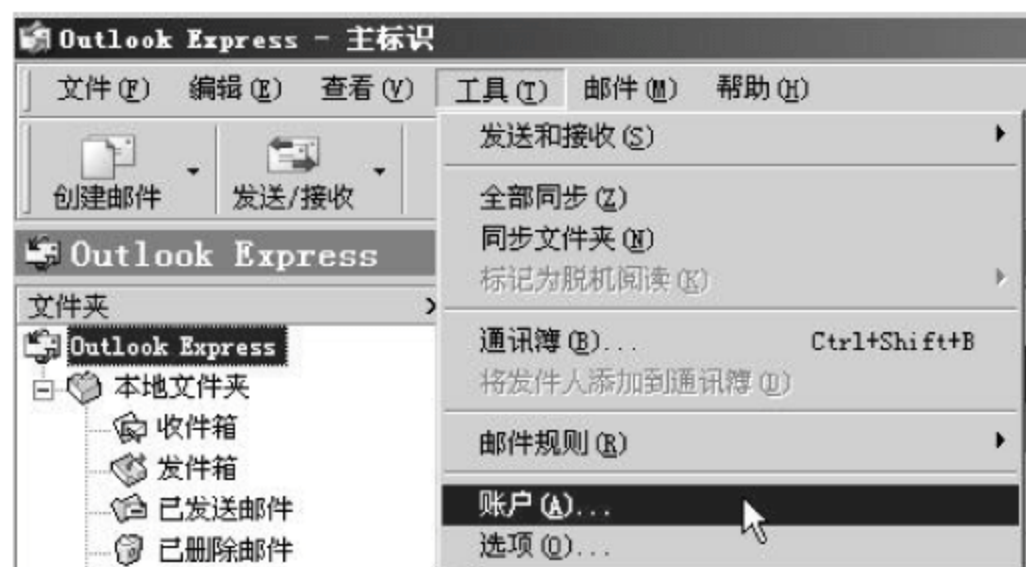 Outlook Express - 主标识
文件(F) 编辑(E) 查看(V) 工具(T) 邮件(M) 帮助(H)
创建邮件 发送/接收
Outlook Express
文件夹
Outlook Express
本地文件夹
收件箱
发件箱
已发送邮件
已删除邮件
发送和接收(S)
全部同步(Z)
同步文件夹(N)
标记为脱机阅读(K)
通讯簿(B)... Ctrl+Shift+B
将发件人添加到通讯簿(D)
邮件规则(R)
账户(A)...
选项(O)...